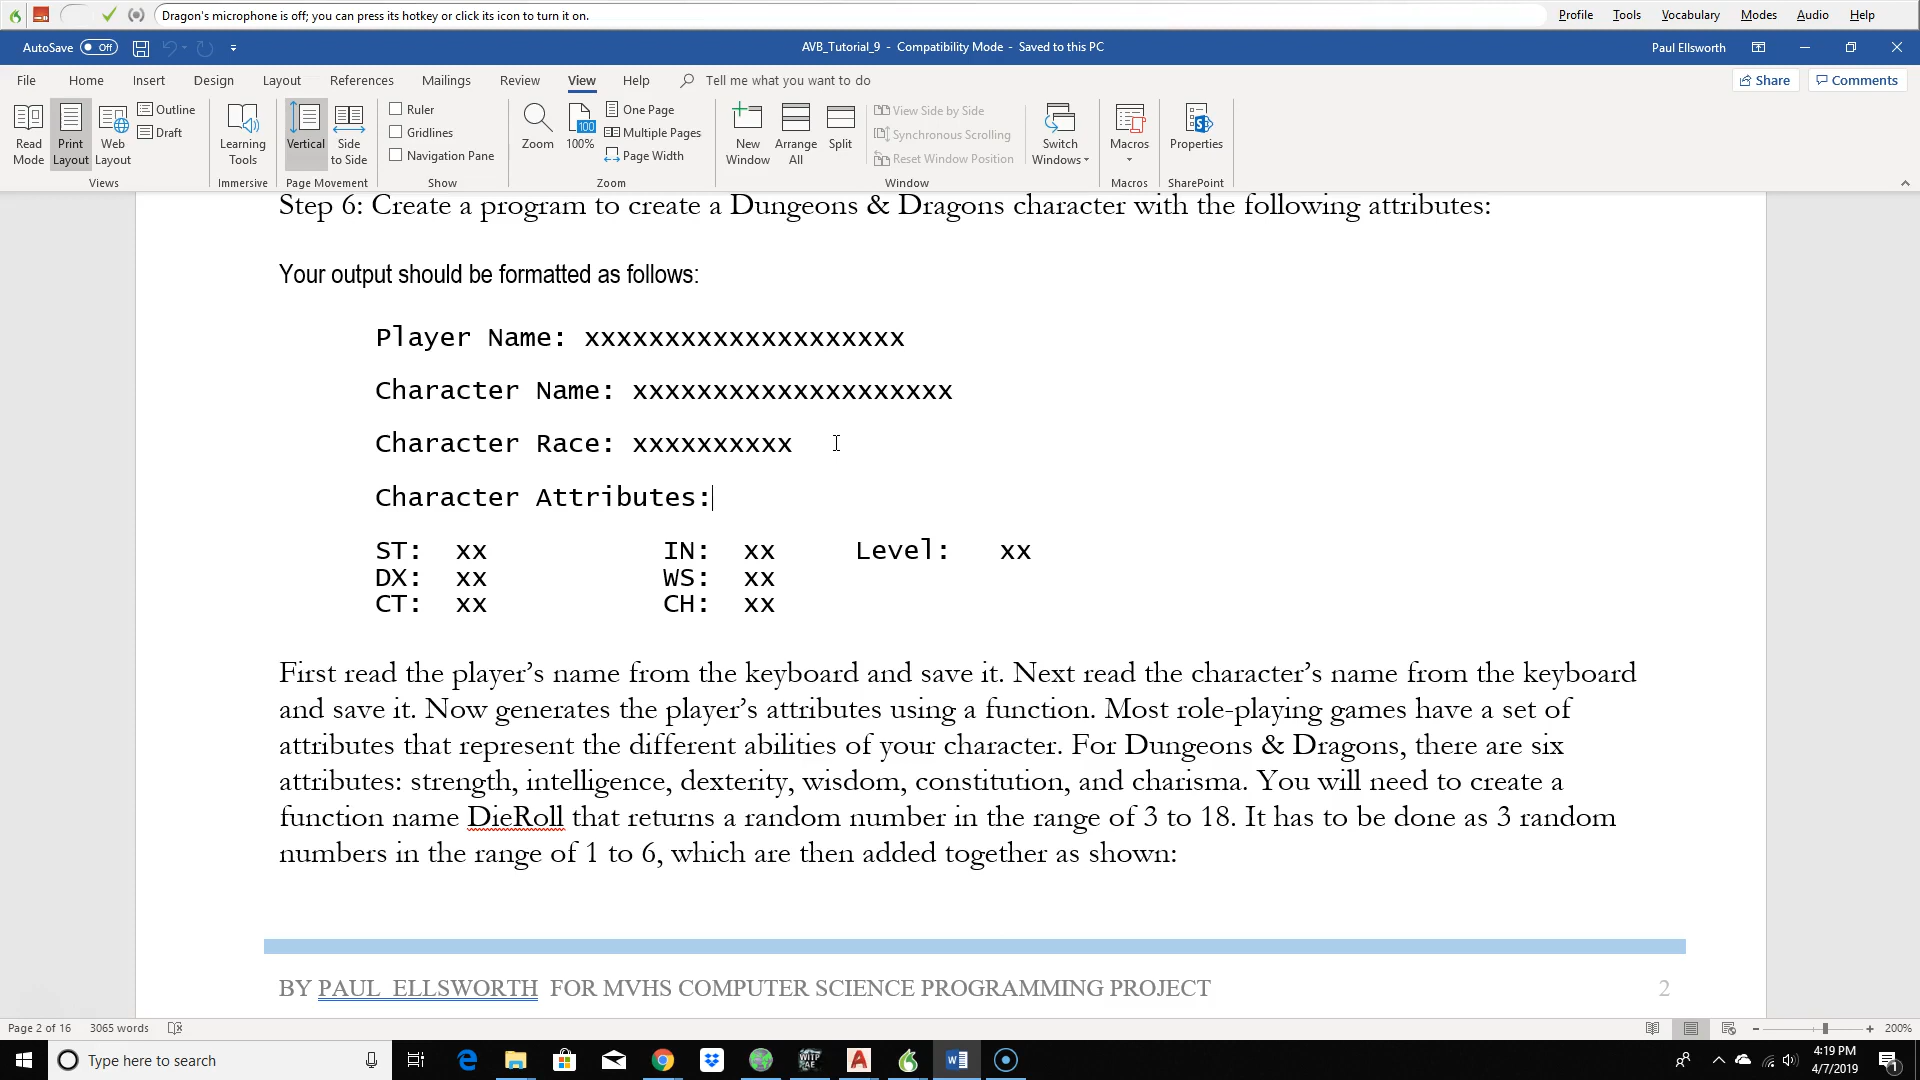 Dragon's microphone is off; you can press its hotkey or click its icon to turn it on. Profile Tools Vocabulary Modes Audio Help
AutoSave Off AVB_Tutorial_9 - Compatibility Mode - Saved to this PC Paul Ellsworth
File Home Insert Design Layout References Mailings Review View Help Tell me what you want to do Share Comments
Read Mode Print Layout Web Layout Outline Draft
Learning Tools
Vertical Side to Side
Ruler Gridlines Navigation Pane
Zoom 100% One Page Multiple Pages Page Width
New Window Arrange All Split View Side by Side Synchronous Scrolling Reset Window Position Switch Windows
Macros
Properties
Views Immersive Page Movement Show Zoom Window Macros SharePoint
Step 6: Create a program to create a Dungeons & Dragons character with the following attributes:
Your output should be formatted as follows:
Player Name: xxxxxxxxxxxxxxxxxxxx
Character Name: xxxxxxxxxxxxxxxxxxxx
Character Race: xxxxxxxxxx
Character Attributes:
ST: xx IN: xx Level: xx
DX: xx WS: xx
CT: xx CH: xx
First read the player’s name from the keyboard and save it. Next read the character’s name from the keyboard
and save it. Now generates the player’s attributes using a function. Most role-playing games have a set of
attributes that represent the different abilities of your character. For Dungeons & Dragons, there are six
attributes: strength, intelligence, dexterity, wisdom, constitution, and charisma. You will need to create a
function name DieRoll that returns a random number in the range of 3 to 18. It has to be done as 3 random
numbers in the range of 1 to 6, which are then added together as shown:
BY PAUL ELLSWORTH FOR MVHS COMPUTER SCIENCE PROGRAMMING PROJECT 2
Page 2 of 16 3065 words 200%
Type here to search
4:19 PM
4/7/2019